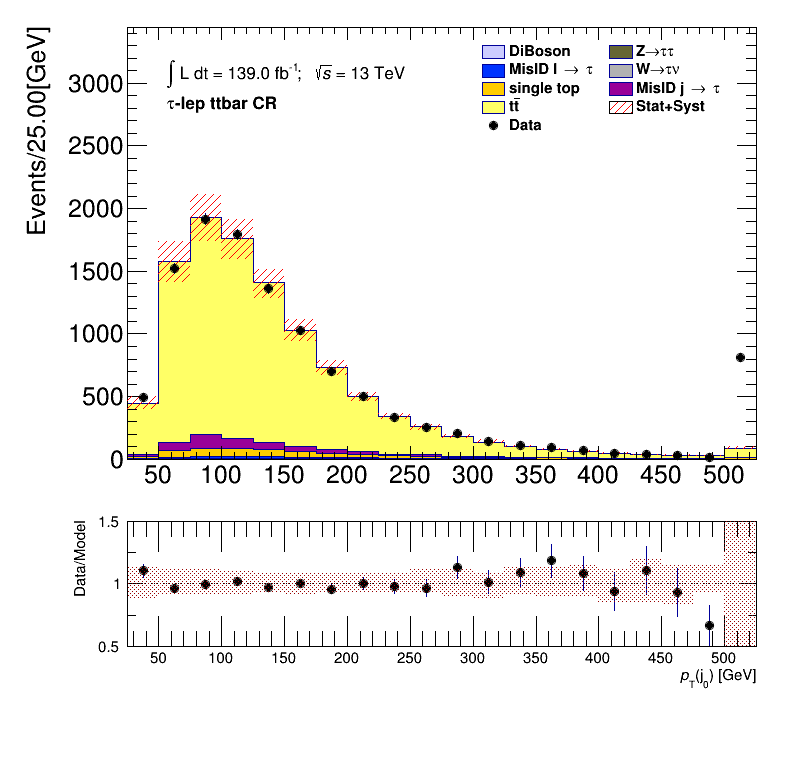 Events/25.00[GeV]
3000
2500
2000
1500
1000
500
0
∫ L dt = 139.0 fb⁻¹; √s = 13 TeV
τ-lep ttbar CR
DiBoson
MisID l → τ
single top
tt̄
Data
Z→ττ
W→τν
MisID j → τ
Stat+Syst
50 100 150 200 250 300 350 400 450 500
Data/Model
1.5
1
0.5
50 100 150 200 250 300 350 400 450 500
p_T(j_0) [GeV]